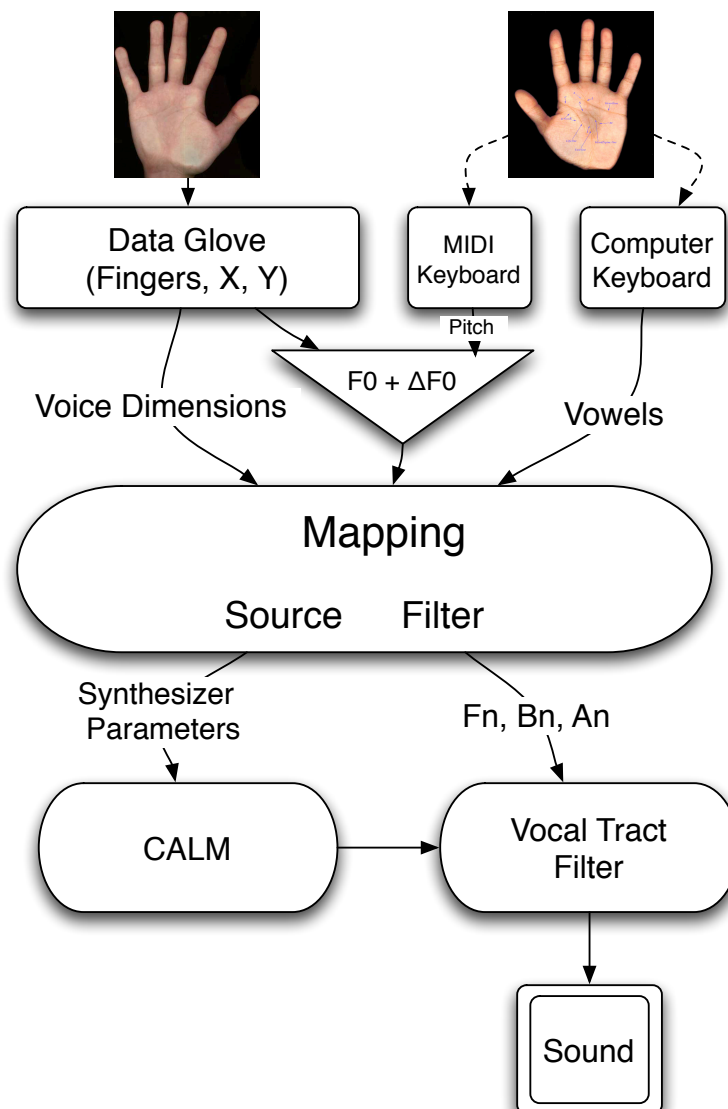 Data Glove
(Fingers, X, Y)
MIDI
Keyboard
Computer
Keyboard
Pitch
F0 + ΔF0
Voice Dimensions
Vowels
Mapping
Source Filter
Synthesizer
Parameters
Fn, Bn, An
CALM
Vocal Tract
Filter
Sound